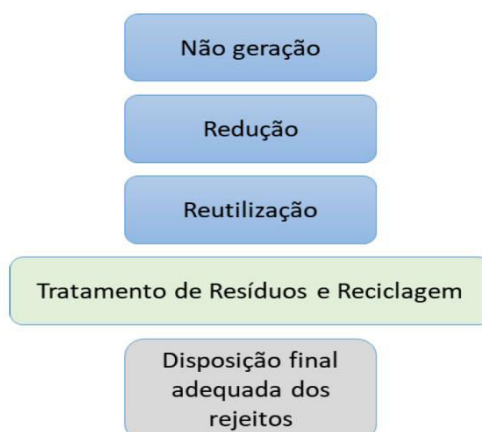 Não geração
Redução
Reutilização
Tratamento de Resíduos e Reciclagem
Disposição final
adequada dos
rejeitos